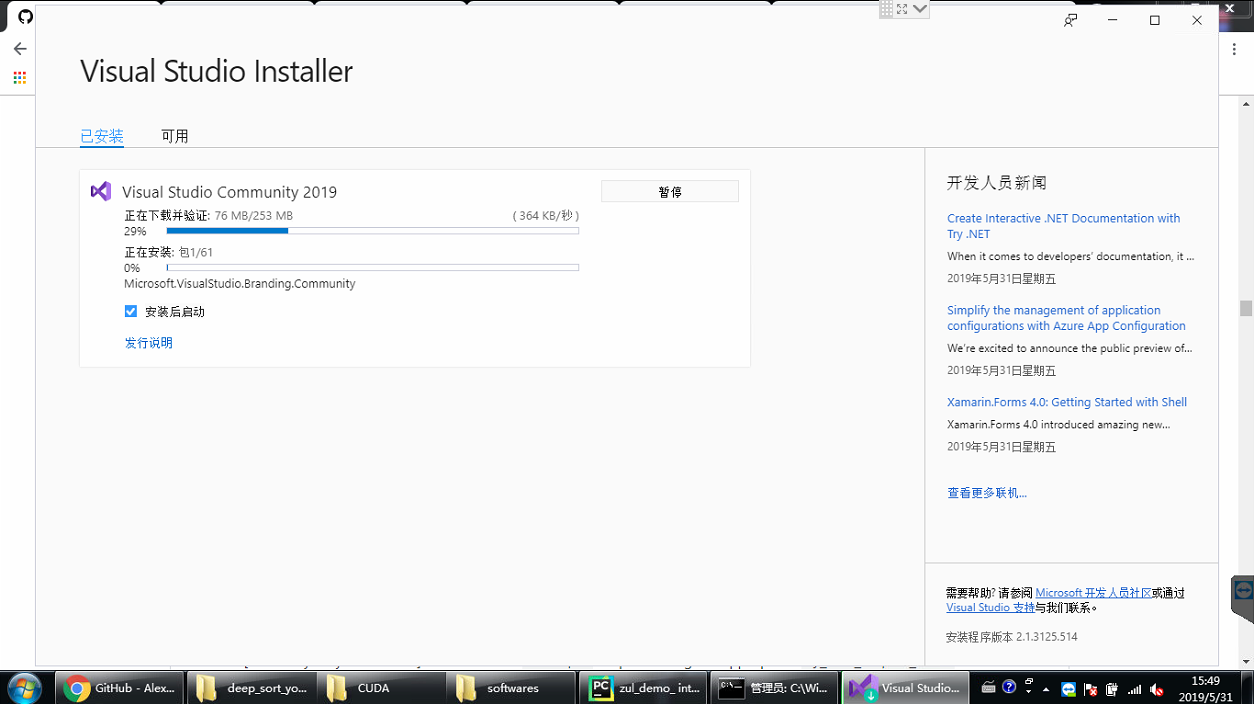 Visual Studio Installer
已安装
可用
Visual Studio Community 2019
暂停
正在下载并验证: 76 MB/253 MB
( 364 KB/秒 )
29%
正在安装: 包1/61
0%
Microsoft.VisualStudio.Branding.Community
安装后启动
发行说明
开发人员新闻
Create Interactive .NET Documentation with
Try .NET
When it comes to developers' documentation, it ...
2019年5月31日星期五
Simplify the management of application
configurations with Azure App Configuration
We're excited to announce the public preview of...
2019年5月31日星期五
Xamarin.Forms 4.0: Getting Started with Shell
Xamarin.Forms 4.0 introduced amazing new...
2019年5月31日星期五
查看更多联机...
需要帮助? 请参阅 Microsoft 开发人员社区或通过
Visual Studio 支持与我们联系。
安装程序版本 2.1.3125.514
GitHub - Alex...
deep_sort_yo...
CUDA
softwares
zul_demo_ int...
管理员: C:\Wi...
Visual Studio...
15:49
2019/5/31